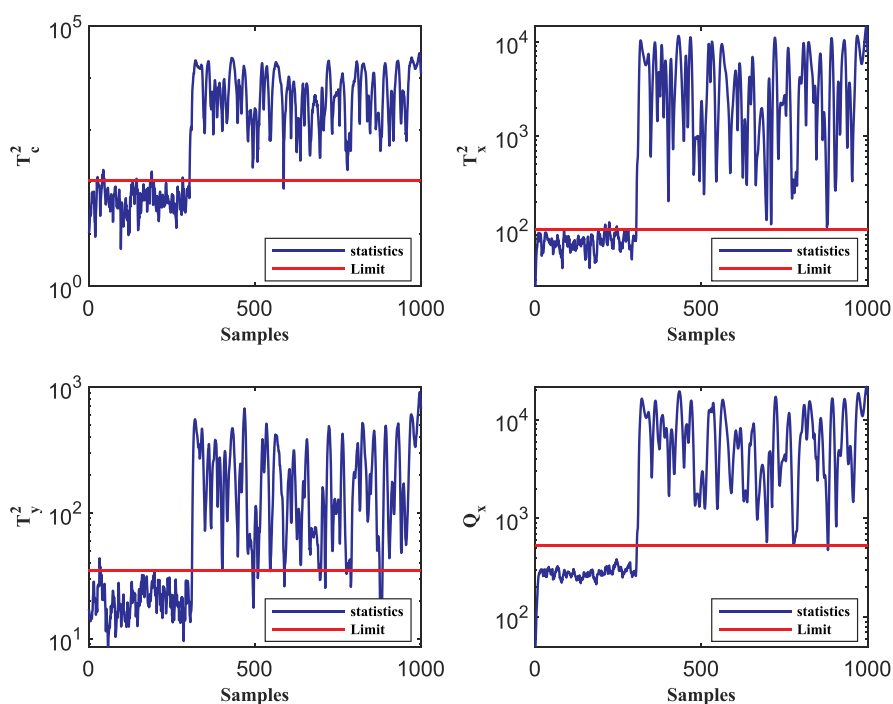 10^5
T_c^2
10^0
statistics
Limit
0
500
1000
Samples
10^4
10^3
T_x^2
10^2
statistics
Limit
0
500
1000
Samples
10^3
T_y^2
10^2
10^1
statistics
Limit
0
500
1000
Samples
10^4
Q_x
10^3
10^2
statistics
Limit
0
500
1000
Samples